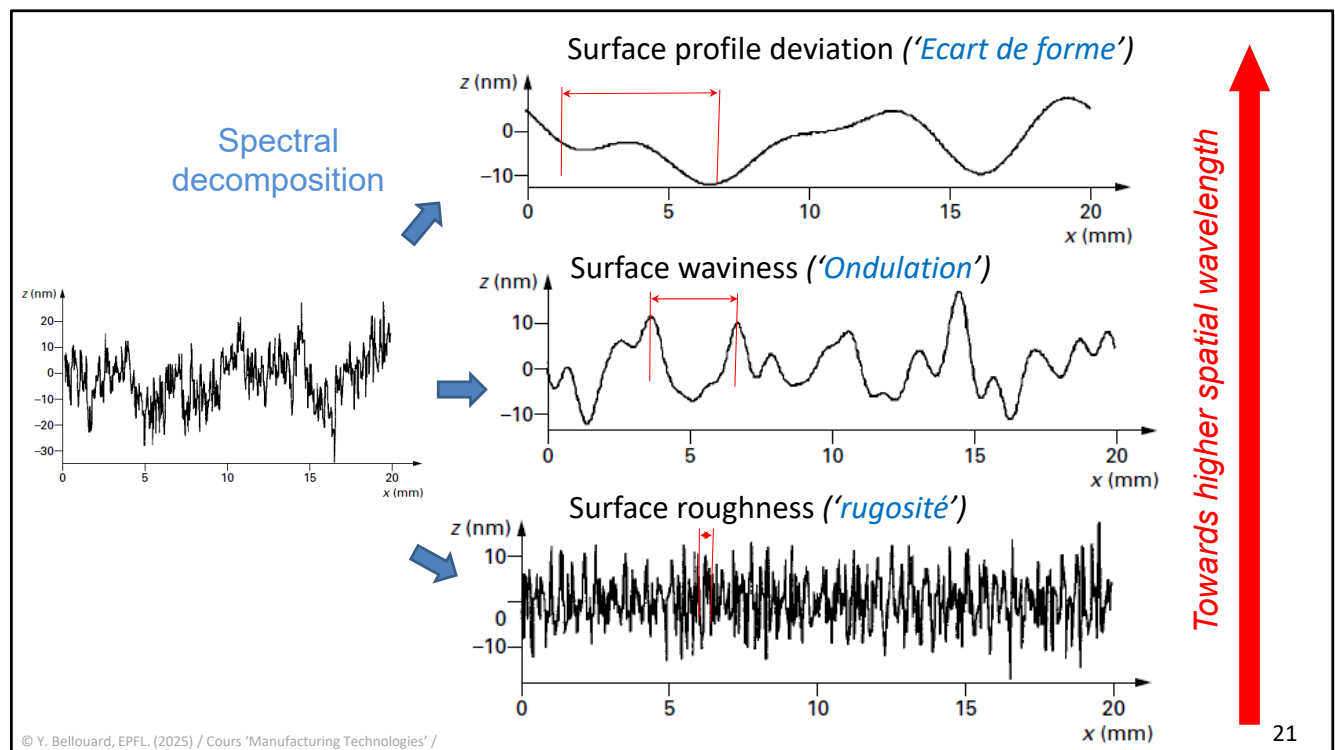 Surface profile deviation (‘Ecart de forme’)
z (nm)
0
−10
0 5 10 15 20
x (mm)
Spectral
decomposition
Surface waviness (‘Ondulation’)
z (nm)
10
0
−10
0 5 10 15 20
x (mm)
z (nm)
20
10
0
−10
−20
−30
0 5 10 15 20
x (mm)
Surface roughness (‘rugosité’)
z (nm)
10
0
−10
0 5 10 15 20
x (mm)
Towards higher spatial wavelength
© Y. Bellouard, EPFL. (2025) / Cours ‘Manufacturing Technologies’ /
21